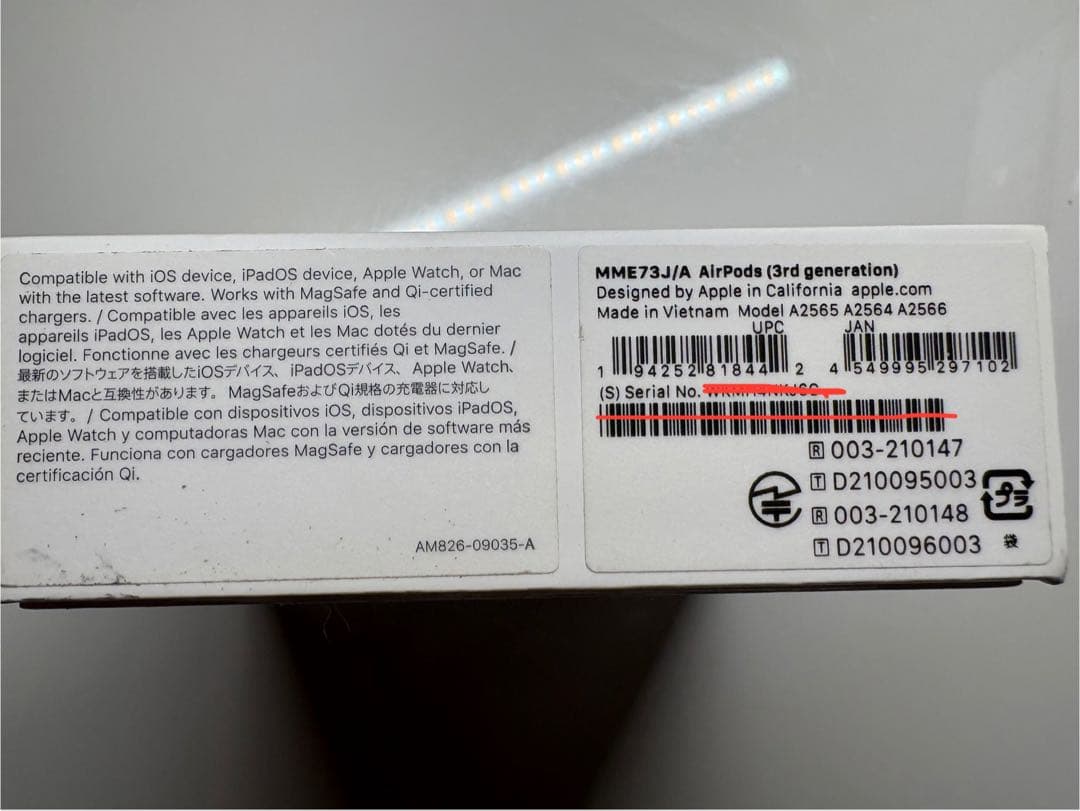 Compatible with iOS device, iPadOS device, Apple Watch, or Mac
with the latest software. Works with MagSafe and Qi-certified
chargers. / Compatible avec les appareils iOS, les
appareils iPadOS, les Apple Watch et les Mac dotés du dernier
logiciel. Fonctionne avec les chargeurs certifiés Qi et MagSafe. /
最新のソフトウェアを搭載したiOSデバイス、iPadOSデバイス、Apple Watch、
またはMacと互換性があります。MagSafeおよびQi規格の充電器に対応し
ています。/ Compatible con dispositivos iOS, dispositivos iPadOS,
Apple Watch y computadoras Mac con la versión de software más
reciente. Funciona con cargadores MagSafe y cargadores con la
certificación Qi.
AM826-09035-A
MME73J/A AirPods (3rd generation)
Designed by Apple in California apple.com
Made in Vietnam Model A2565 A2564 A2566
UPC JAN
1 94252 81844 2 4 549995 297102
(S) Serial No.
R 003-210147
T D210095003
R 003-210148
T D210096003
プラ
袋